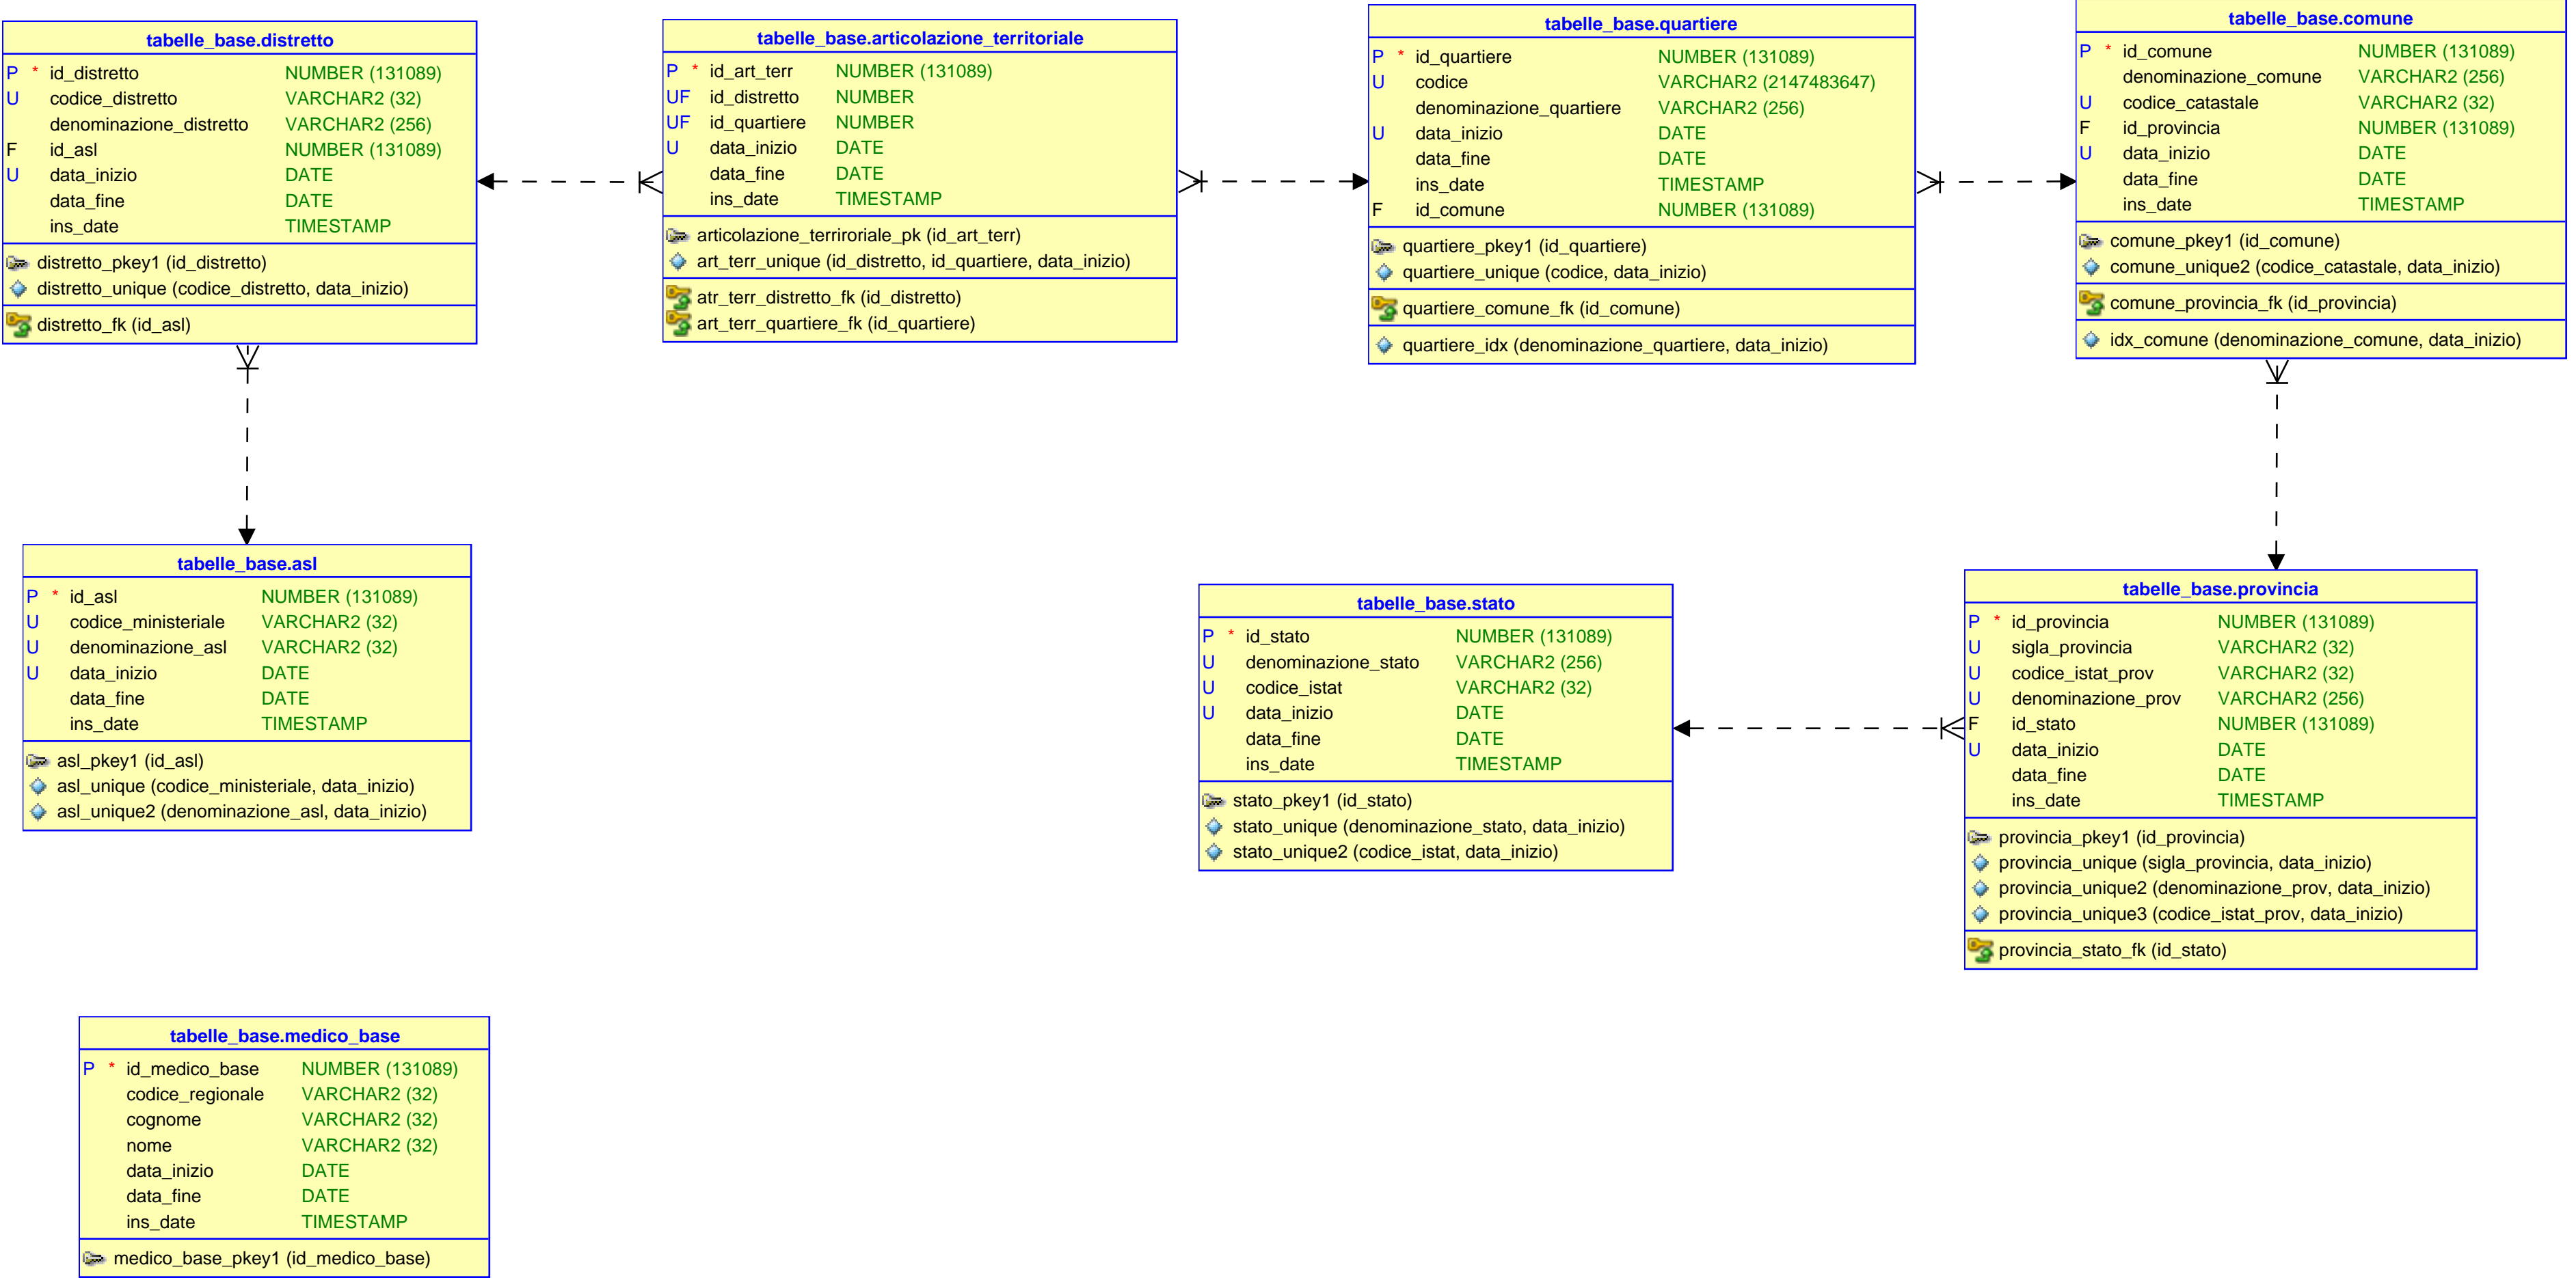 tabelle_base.distretto
P * id_distretto NUMBER (131089)
U codice_distretto VARCHAR2 (32)
denominazione_distretto VARCHAR2 (256)
F id_asl NUMBER (131089)
U data_inizio DATE
data_fine DATE
ins_date TIMESTAMP
distretto_pkey1 (id_distretto)
distretto_unique (codice_distretto, data_inizio)
distretto_fk (id_asl)
tabelle_base.articolazione_territoriale
P * id_art_terr NUMBER (131089)
UF id_distretto NUMBER
UF id_quartiere NUMBER
U data_inizio DATE
data_fine DATE
ins_date TIMESTAMP
articolazione_terriroriale_pk (id_art_terr)
art_terr_unique (id_distretto, id_quartiere, data_inizio)
atr_terr_distretto_fk (id_distretto)
art_terr_quartiere_fk (id_quartiere)
tabelle_base.quartiere
P * id_quartiere NUMBER (131089)
U codice VARCHAR2 (2147483647)
denominazione_quartiere VARCHAR2 (256)
U data_inizio DATE
data_fine DATE
ins_date TIMESTAMP
F id_comune NUMBER (131089)
quartiere_pkey1 (id_quartiere)
quartiere_unique (codice, data_inizio)
quartiere_comune_fk (id_comune)
quartiere_idx (denominazione_quartiere, data_inizio)
tabelle_base.comune
P * id_comune NUMBER (131089)
denominazione_comune VARCHAR2 (256)
U codice_catastale VARCHAR2 (32)
F id_provincia NUMBER (131089)
U data_inizio DATE
data_fine DATE
ins_date TIMESTAMP
comune_pkey1 (id_comune)
comune_unique2 (codice_catastale, data_inizio)
comune_provincia_fk (id_provincia)
idx_comune (denominazione_comune, data_inizio)
tabelle_base.asl
P * id_asl NUMBER (131089)
U codice_ministeriale VARCHAR2 (32)
U denominazione_asl VARCHAR2 (32)
U data_inizio DATE
data_fine DATE
ins_date TIMESTAMP
asl_pkey1 (id_asl)
asl_unique (codice_ministeriale, data_inizio)
asl_unique2 (denominazione_asl, data_inizio)
tabelle_base.stato
P * id_stato NUMBER (131089)
U denominazione_stato VARCHAR2 (256)
U codice_istat VARCHAR2 (32)
U data_inizio DATE
data_fine DATE
ins_date TIMESTAMP
stato_pkey1 (id_stato)
stato_unique (denominazione_stato, data_inizio)
stato_unique2 (codice_istat, data_inizio)
tabelle_base.provincia
P * id_provincia NUMBER (131089)
U sigla_provincia VARCHAR2 (32)
U codice_istat_prov VARCHAR2 (32)
U denominazione_prov VARCHAR2 (256)
F id_stato NUMBER (131089)
U data_inizio DATE
data_fine DATE
ins_date TIMESTAMP
provincia_pkey1 (id_provincia)
provincia_unique (sigla_provincia, data_inizio)
provincia_unique2 (denominazione_prov, data_inizio)
provincia_unique3 (codice_istat_prov, data_inizio)
provincia_stato_fk (id_stato)
tabelle_base.medico_base
P * id_medico_base NUMBER (131089)
codice_regionale VARCHAR2 (32)
cognome VARCHAR2 (32)
nome VARCHAR2 (32)
data_inizio DATE
data_fine DATE
ins_date TIMESTAMP
medico_base_pkey1 (id_medico_base)